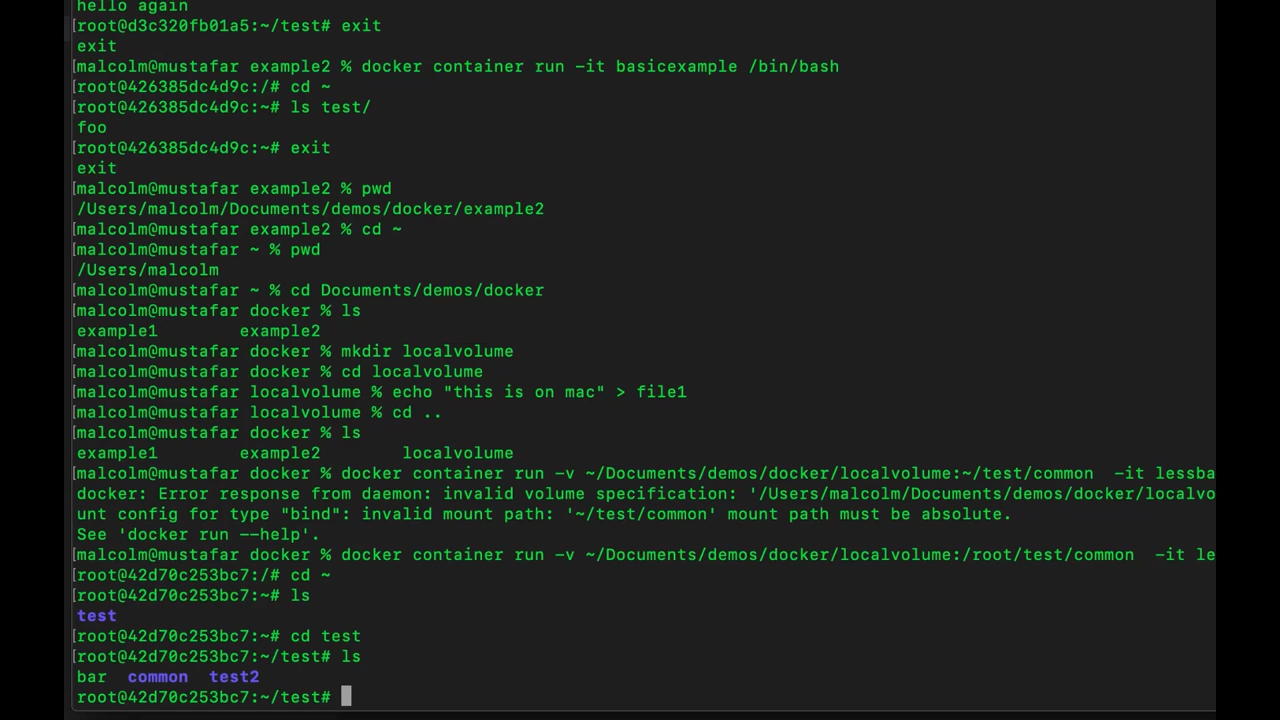 hello again
[root@d3c320fb01a5:~/test# exit
exit
[malcolm@mustafar example2 % docker container run -it basicexample /bin/bash
[root@426385dc4d9c:/# cd ~
[root@426385dc4d9c:~# ls test/
foo
[root@426385dc4d9c:~# exit
exit
[malcolm@mustafar example2 % pwd
/Users/malcolm/Documents/demos/docker/example2
[malcolm@mustafar example2 % cd ~
[malcolm@mustafar ~ % pwd
/Users/malcolm
[malcolm@mustafar ~ % cd Documents/demos/docker
[malcolm@mustafar docker % ls
example1        example2
[malcolm@mustafar docker % mkdir localvolume
[malcolm@mustafar docker % cd localvolume
[malcolm@mustafar localvolume % echo "this is on mac" > file1
[malcolm@mustafar localvolume % cd ..
[malcolm@mustafar docker % ls
example1        example2        localvolume
[malcolm@mustafar docker % docker container run -v ~/Documents/demos/docker/localvolume:~/test/common  -it lessba
docker: Error response from daemon: invalid volume specification: '/Users/malcolm/Documents/demos/docker/localvo
unt config for type "bind": invalid mount path: '~/test/common' mount path must be absolute.
See 'docker run --help'.
[malcolm@mustafar docker % docker container run -v ~/Documents/demos/docker/localvolume:/root/test/common  -it le
[root@42d70c253bc7:/# cd ~
[root@42d70c253bc7:~# ls
test
[root@42d70c253bc7:~# cd test
[root@42d70c253bc7:~/test# ls
bar  common  test2
root@42d70c253bc7:~/test#